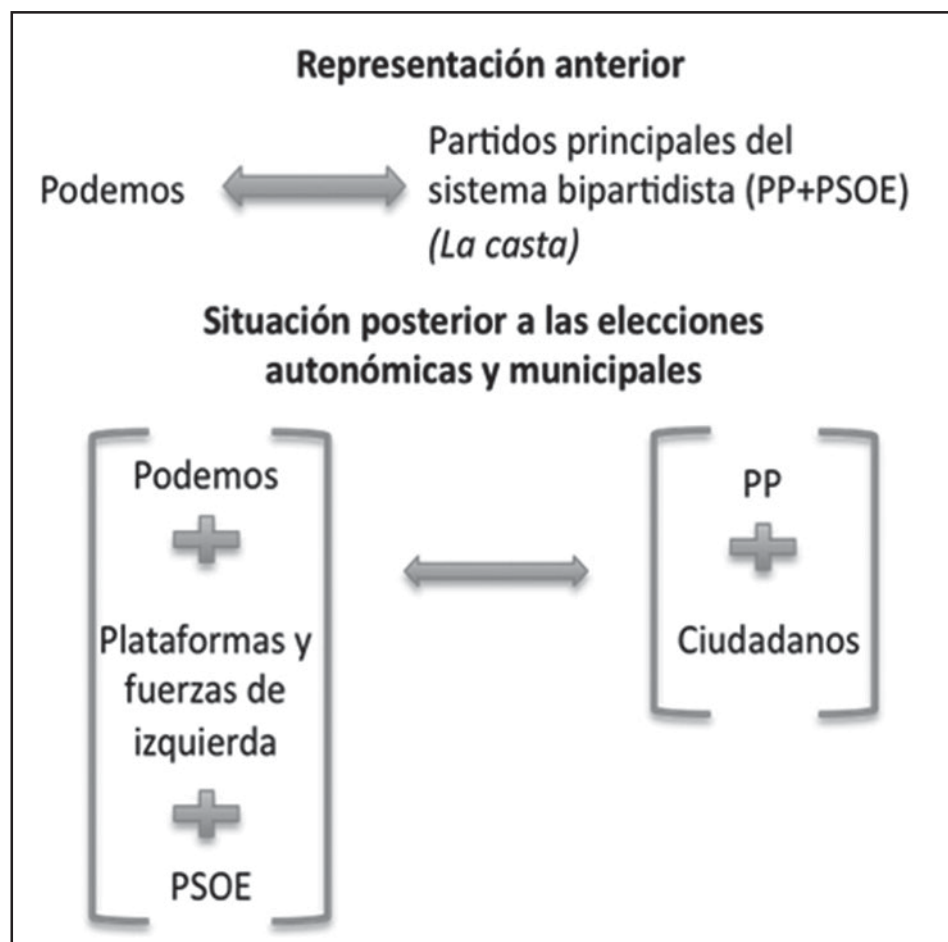 Representación anterior
Podemos
Partidos principales del
sistema bipartidista (PP+PSOE)
(La casta)
Situación posterior a las elecciones
autonómicas y municipales
Podemos
Plataformas y
fuerzas de
izquierda
PSOE
PP
Ciudadanos